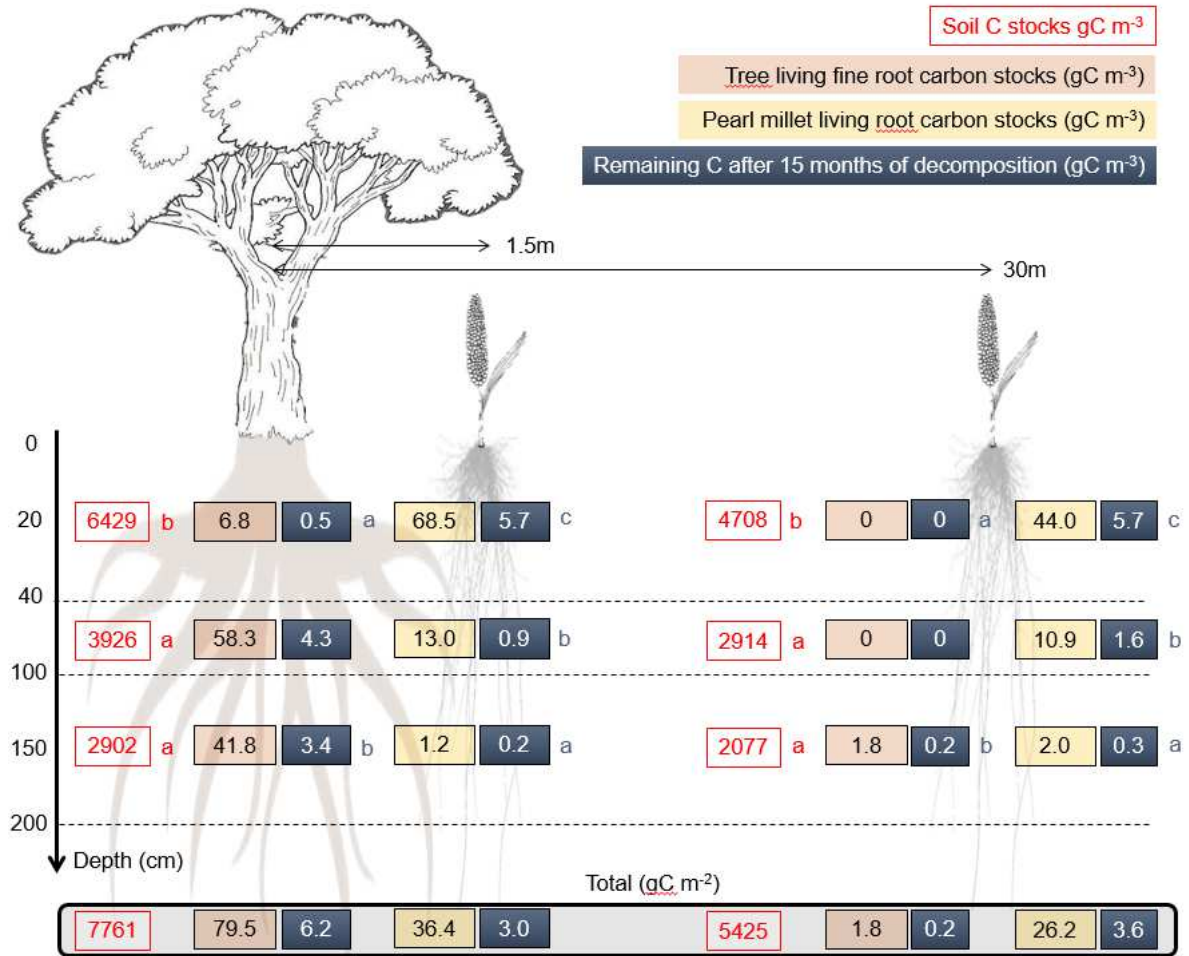 Soil C stocks gC m-3
Tree living fine root carbon stocks (gC m-3)
Pearl millet living root carbon stocks (gC m-3)
Remaining C after 15 months of decomposition (gC m-3)
1.5m
30m
0
20 6429 b 6.8 0.5 a 68.5 5.7 c 4708 b 0 0 a 44.0 5.7 c
40
3926 a 58.3 4.3 13.0 0.9 b 2914 a 0 0 10.9 1.6 b
100
150 2902 a 41.8 3.4 b 1.2 0.2 a 2077 a 1.8 0.2 b 2.0 0.3 a
200
Depth (cm)
Total (gC m-2)
7761 79.5 6.2 36.4 3.0 5425 1.8 0.2 26.2 3.6